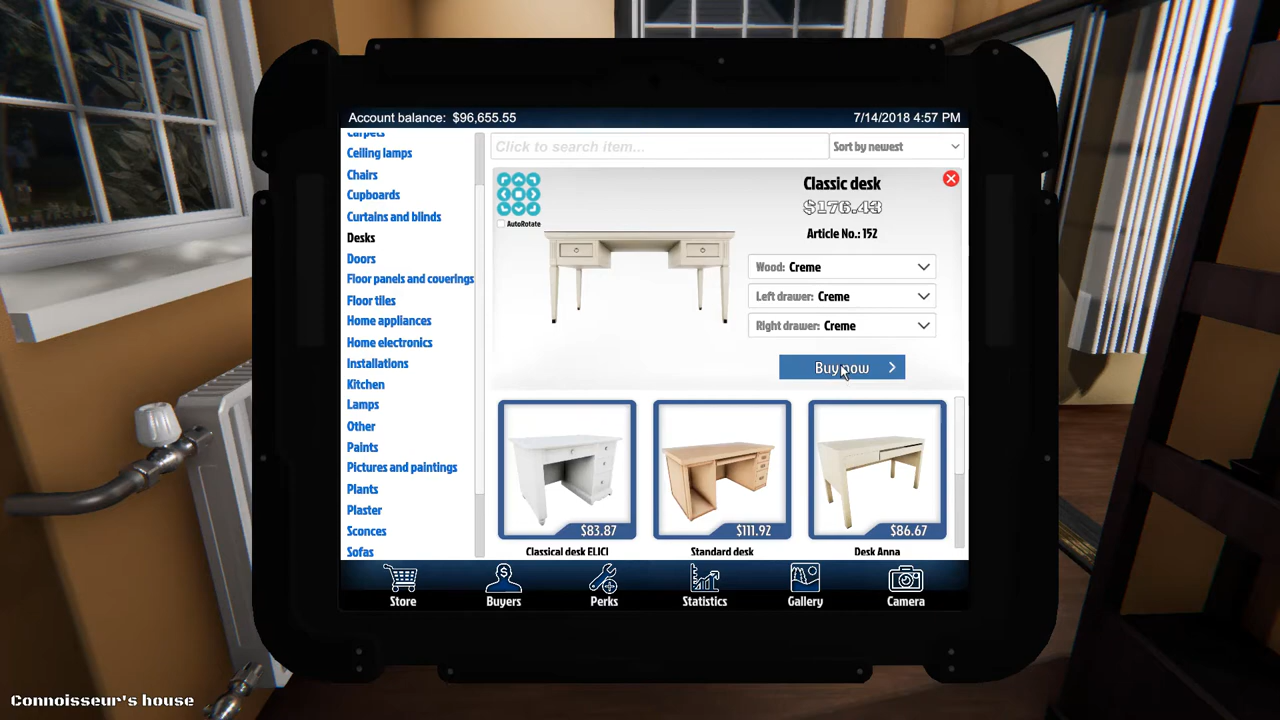 Account balance: $96,655.55
7/14/2018 4:57 PM
Carpets
Ceiling lamps
Chairs
Cupboards
Curtains and blinds
Desks
Doors
Floor panels and coverings
Floor tiles
Home appliances
Home electronics
Installations
Kitchen
Lamps
Other
Paints
Pictures and paintings
Plants
Plaster
Sconces
Sofas
Click to search item...
Sort by newest
AutoRotate
Classic desk
$176.43
Article No.: 152
Wood: Creme
Left drawer: Creme
Right drawer: Creme
Buy now
$83.87
$111.92
$86.67
Classical desk ELICI
Standard desk
Desk Anna
Store
Buyers
Perks
Statistics
Gallery
Camera
Connoisseur's house